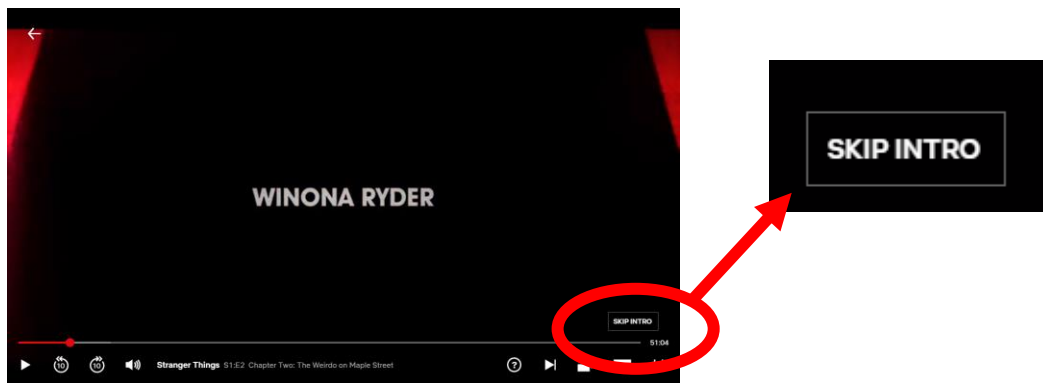 WINONA RYDER
SKIP INTRO
51:04
10
10
Stranger Things S1:E2 Chapter Two: The Weirdo on Maple Street
?
SKIP INTRO